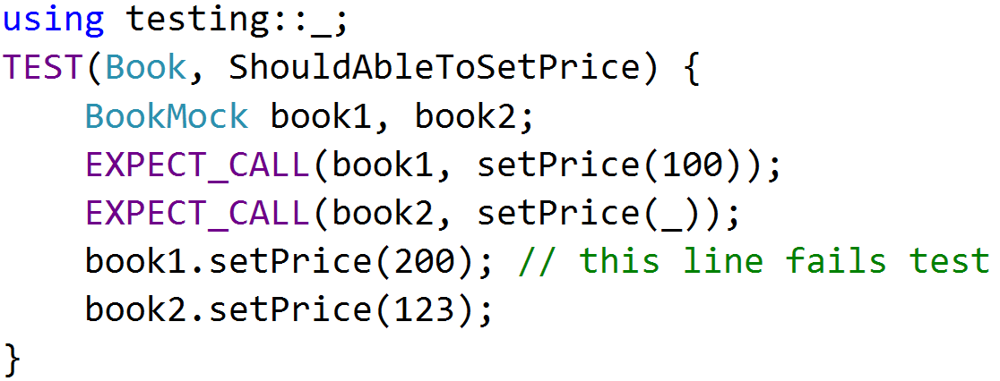 using testing::_;
TEST(Book, ShouldAbleToSetPrice) {
    BookMock book1, book2;
    EXPECT_CALL(book1, setPrice(100));
    EXPECT_CALL(book2, setPrice(_));
    book1.setPrice(200); // this line fails test
    book2.setPrice(123);
}